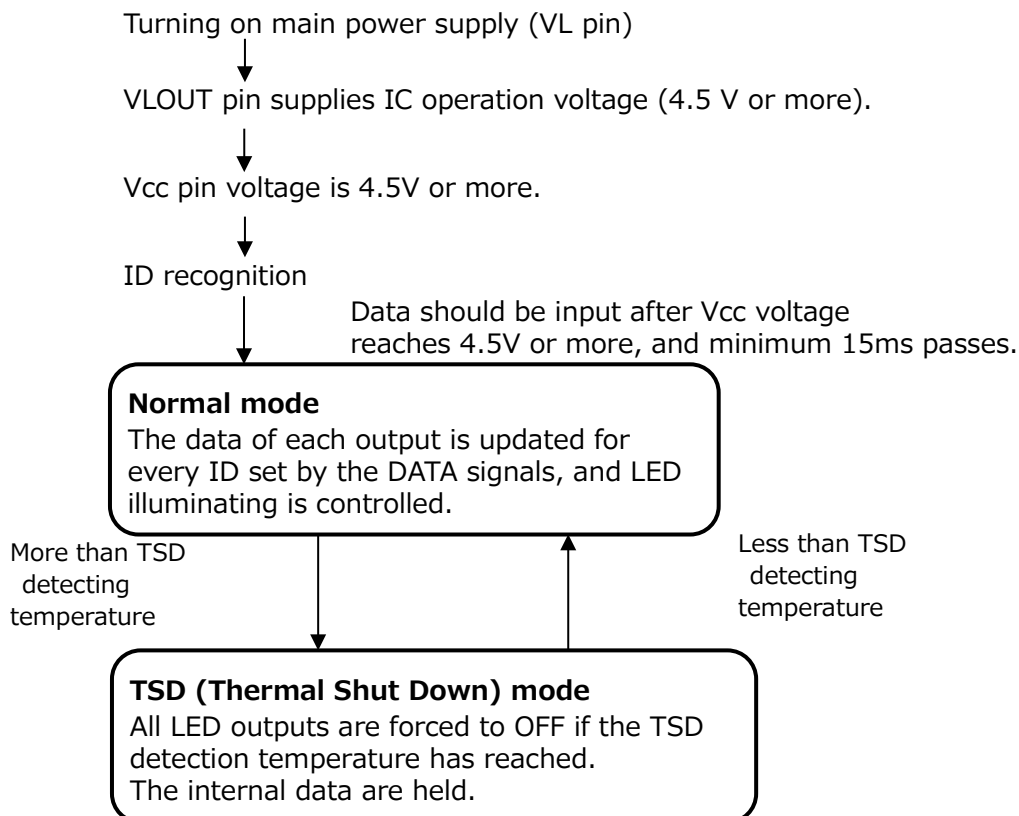 Turning on main power supply (VL pin)
VLOUT pin supplies IC operation voltage (4.5 V or more).
Vcc pin voltage is 4.5V or more.
ID recognition
Data should be input after Vcc voltage
reaches 4.5V or more, and minimum 15ms passes.
Normal mode
The data of each output is updated for
every ID set by the DATA signals, and LED
illuminating is controlled.
More than TSD
detecting
temperature
Less than TSD
detecting
temperature
TSD (Thermal Shut Down) mode
All LED outputs are forced to OFF if the TSD
detection temperature has reached.
The internal data are held.